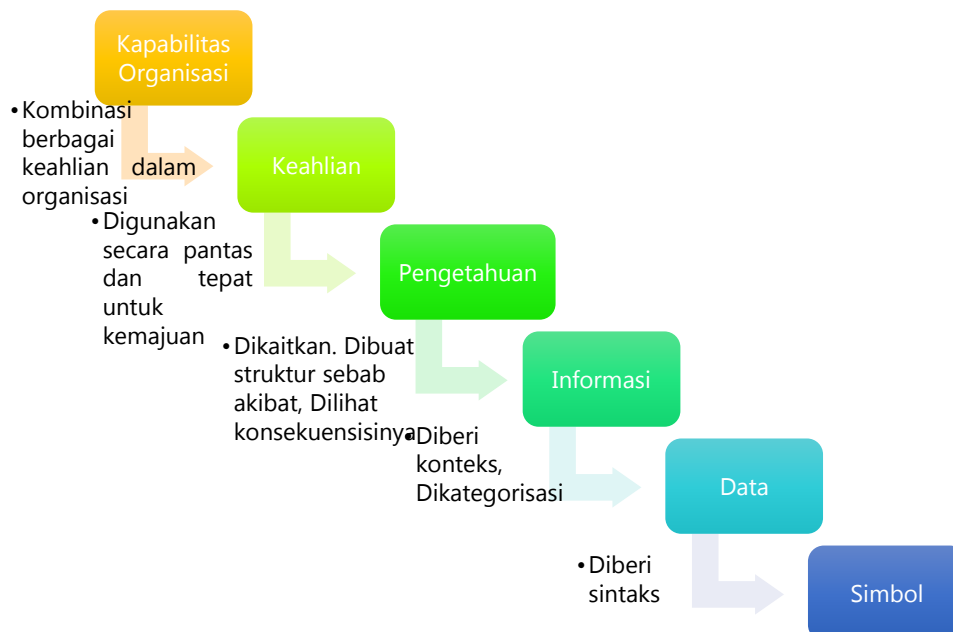 Kapabilitas
Organisasi
•Kombinasi
berbagai
keahlian dalam
organisasi
Keahlian
•Digunakan
secara pantas
dan tepat
untuk
kemajuan
Pengetahuan
•Dikaitkan. Dibuat
struktur sebab
akibat, Dilihat
konsekuensisinya
Informasi
•Diberi
konteks,
Dikategorisasi
Data
•Diberi
sintaks
Simbol